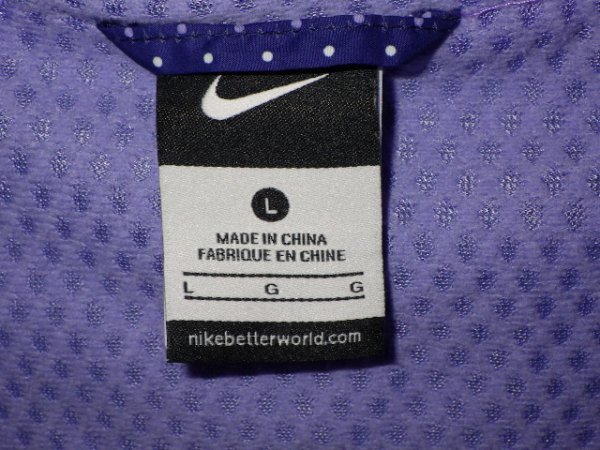 L
MADE IN CHINA
FABRIQUE EN CHINE
L G G
nikebetterworld.com